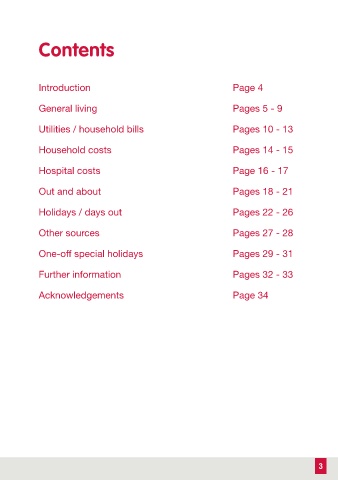 Contents
Introduction Page 4
General living Pages 5 - 9
Utilities / household bills Pages 10 - 13
Household costs Pages 14 - 15
Hospital costs Page 16 - 17
Out and about Pages 18 - 21
Holidays / days out Pages 22 - 26
Other sources Pages 27 - 28
One-off special holidays Pages 29 - 31
Further information Pages 32 - 33
Acknowledgements Page 34
3